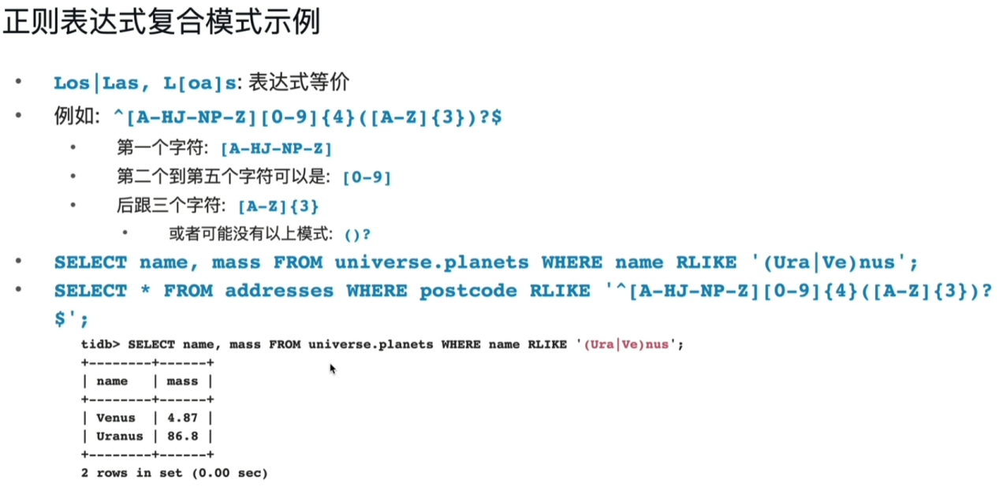 正则表达式复合模式示例
• Los|Las, L[oa]s: 表达式等价
• 例如: ^[A-HJ-NP-Z][0-9]{4}([A-Z]{3})?$
• 第一个字符: [A-HJ-NP-Z]
• 第二个到第五个字符可以是: [0-9]
• 后跟三个字符: [A-Z]{3}
• 或者可能没有以上模式: ()?
• SELECT name, mass FROM universe.planets WHERE name RLIKE '(Ura|Ve)nus';
• SELECT * FROM addresses WHERE postcode RLIKE '^[A-HJ-NP-Z][0-9]{4}([A-Z]{3})?
$';
tidb> SELECT name, mass FROM universe.planets WHERE name RLIKE '(Ura|Ve)nus';
+--------+------+
| name   | mass |
+--------+------+
| Venus  | 4.87 |
| Uranus | 86.8 |
+--------+------+
2 rows in set (0.00 sec)